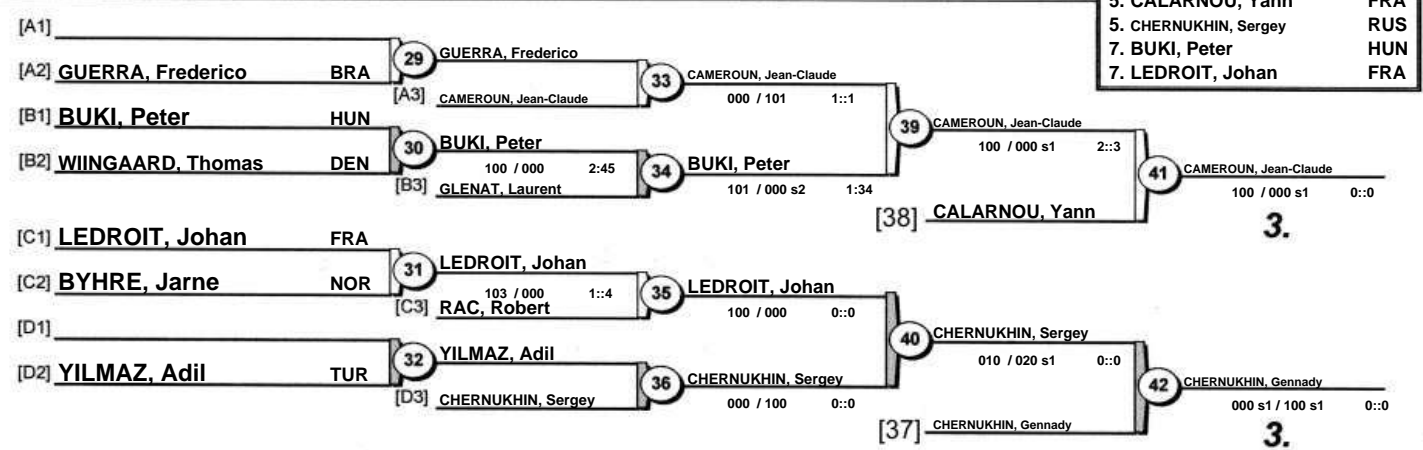 5. CALARNOU, Yann FRA
5. CHERNUKHIN, Sergey RUS
7. BUKI, Peter HUN
7. LEDROIT, Johan FRA
[A1]
29 GUERRA, Frederico
[A2] GUERRA, Frederico BRA
33 CAMEROUN, Jean-Claude
[A3] CAMEROUN, Jean-Claude
000 / 101 1::1
[B1] BUKI, Peter HUN
39 CAMEROUN, Jean-Claude
30 BUKI, Peter
100 / 000 s1 2::3
[B2] WIINGAARD, Thomas DEN
100 / 000 2:45
34 BUKI, Peter
41 CAMEROUN, Jean-Claude
[B3] GLENAT, Laurent
101 / 000 s2 1:34
100 / 000 s1 0::0
[38] CALARNOU, Yann
3.
[C1] LEDROIT, Johan FRA
31 LEDROIT, Johan
[C2] BYHRE, Jarne NOR
103 / 000 1::4
35 LEDROIT, Johan
[C3] RAC, Robert
100 / 000 0::0
[D1]
40 CHERNUKHIN, Sergey
32 YILMAZ, Adil
010 / 020 s1 0::0
[D2] YILMAZ, Adil TUR
36 CHERNUKHIN, Sergey
42 CHERNUKHIN, Gennady
[D3] CHERNUKHIN, Sergey
000 / 100 0::0
000 s1 / 100 s1 0::0
[37] CHERNUKHIN, Gennady
3.